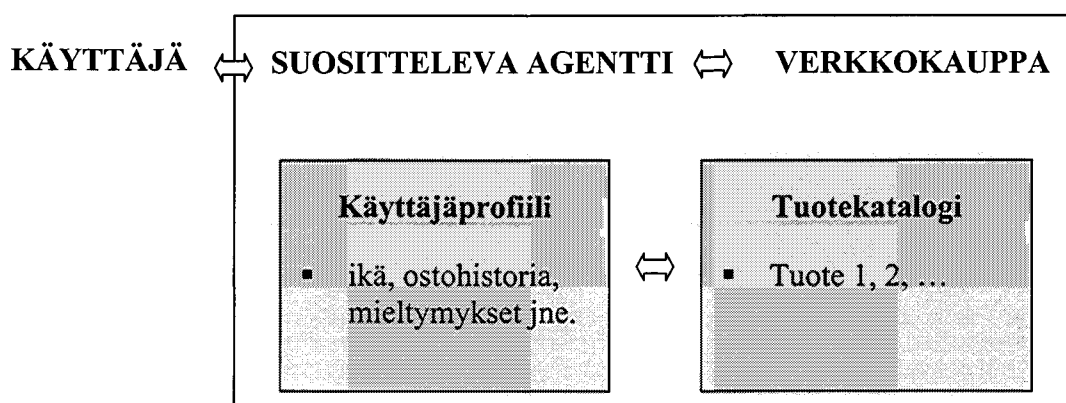 KÄYTTÄJÄ ⇔ SUOSITTELEVA AGENTTI ⇔ VERKKOKAUPPA
Käyttäjäprofiili
▪ ikä, ostohistoria,
mieltymykset jne.
⇔
Tuotekatalogi
▪ Tuote 1, 2, …